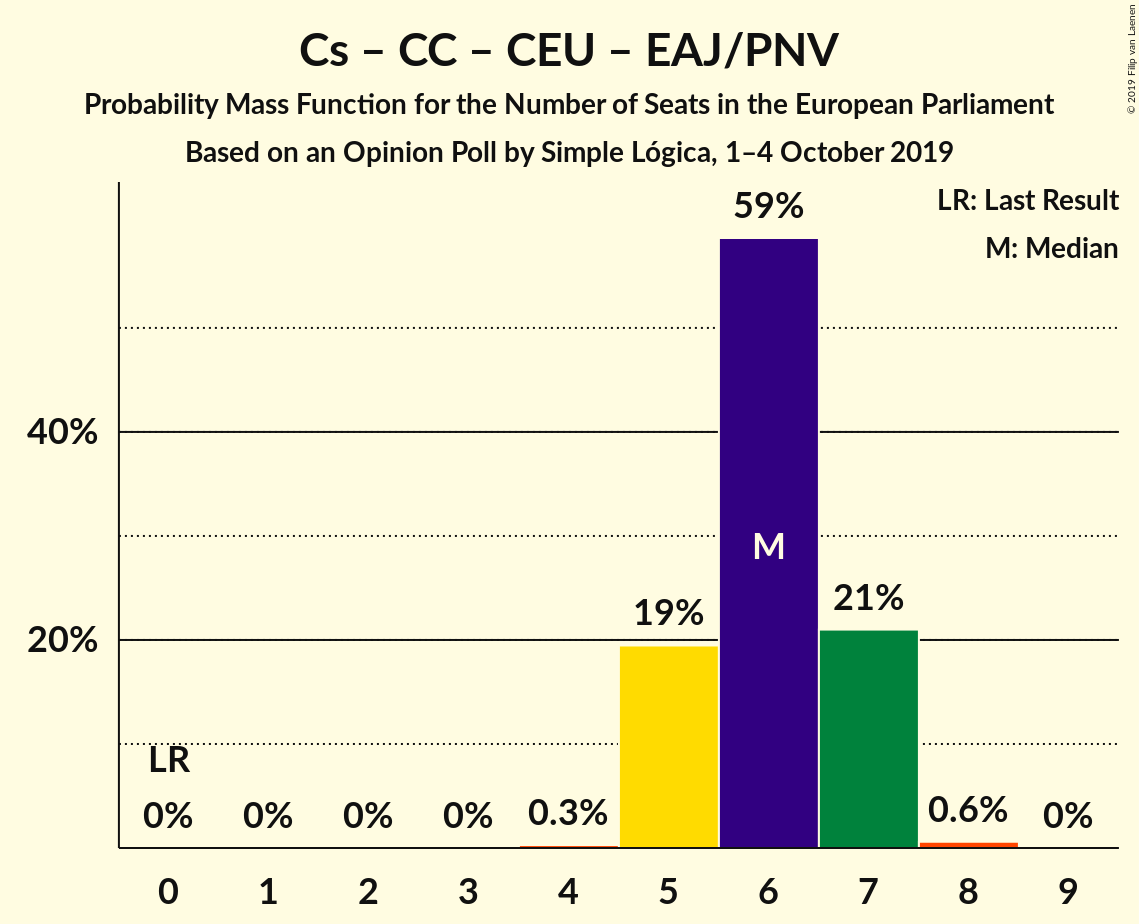 Cs – CC – CEU – EAJ/PNV
Probability Mass Function for the Number of Seats in the European Parliament
Based on an Opinion Poll by Simple Lógica, 1–4 October 2019
© 2019 Filip van Laenen
LR: Last Result
M: Median
59%
40%
M
21%
19%
20%
LR
0%
0%
0%
0%
0.3%
0.6%
0%
0 1 2 3 4 5 6 7 8 9